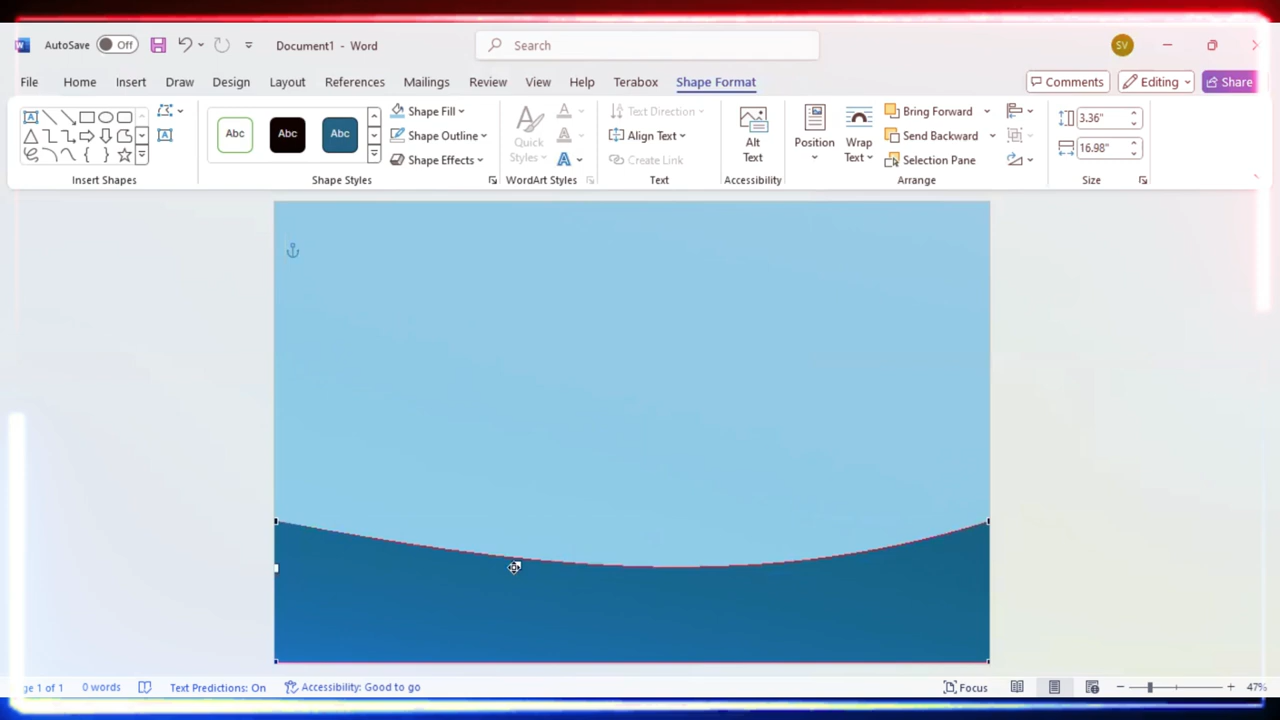 AutoSave Off Document1 - Word Search SV
File Home Insert Draw Design Layout References Mailings Review View Help Terabox Shape Format Comments Editing Share
Abc Abc Abc
Shape Fill
Shape Outline
Shape Effects
Quick
Styles
Text Direction
Align Text
Create Link
Alt
Text
Position
Wrap
Text
Bring Forward
Send Backward
Selection Pane
3.36"
16.98"
Insert Shapes Shape Styles WordArt Styles Text Accessibility Arrange Size
ge 1 of 1 0 words Text Predictions: On Accessibility: Good to go Focus 47%